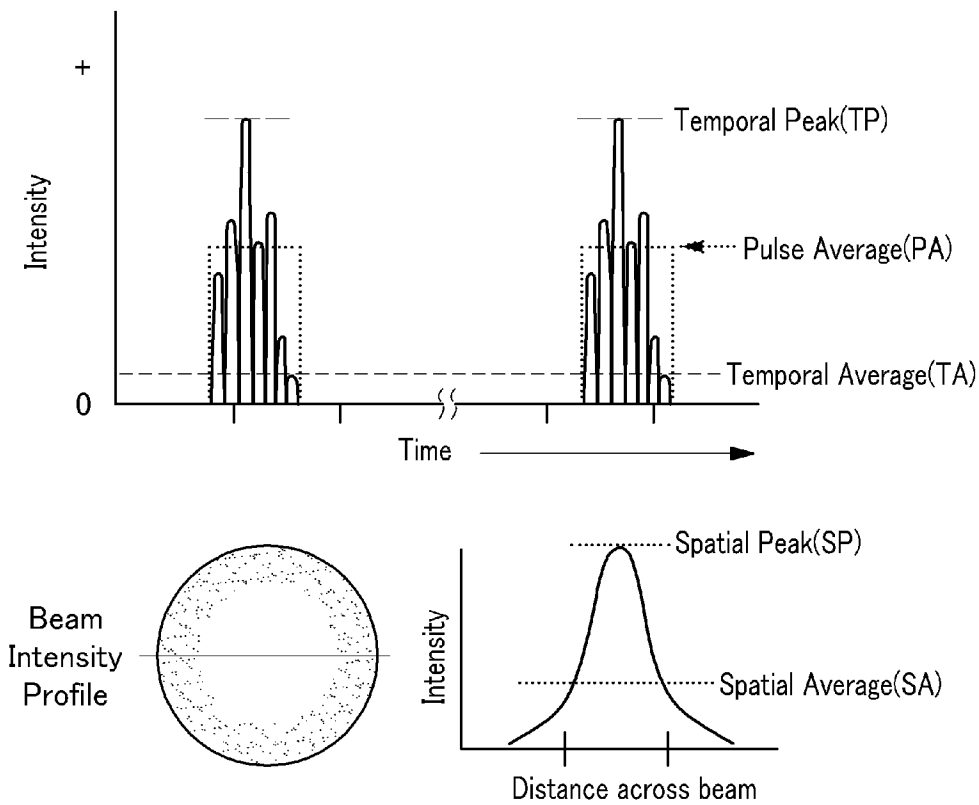 +
Temporal Peak(TP)
Intensity
Pulse Average(PA)
Temporal Average(TA)
0
Time
Spatial Peak(SP)
Beam
Intensity
Profile
Intensity
Spatial Average(SA)
Distance across beam